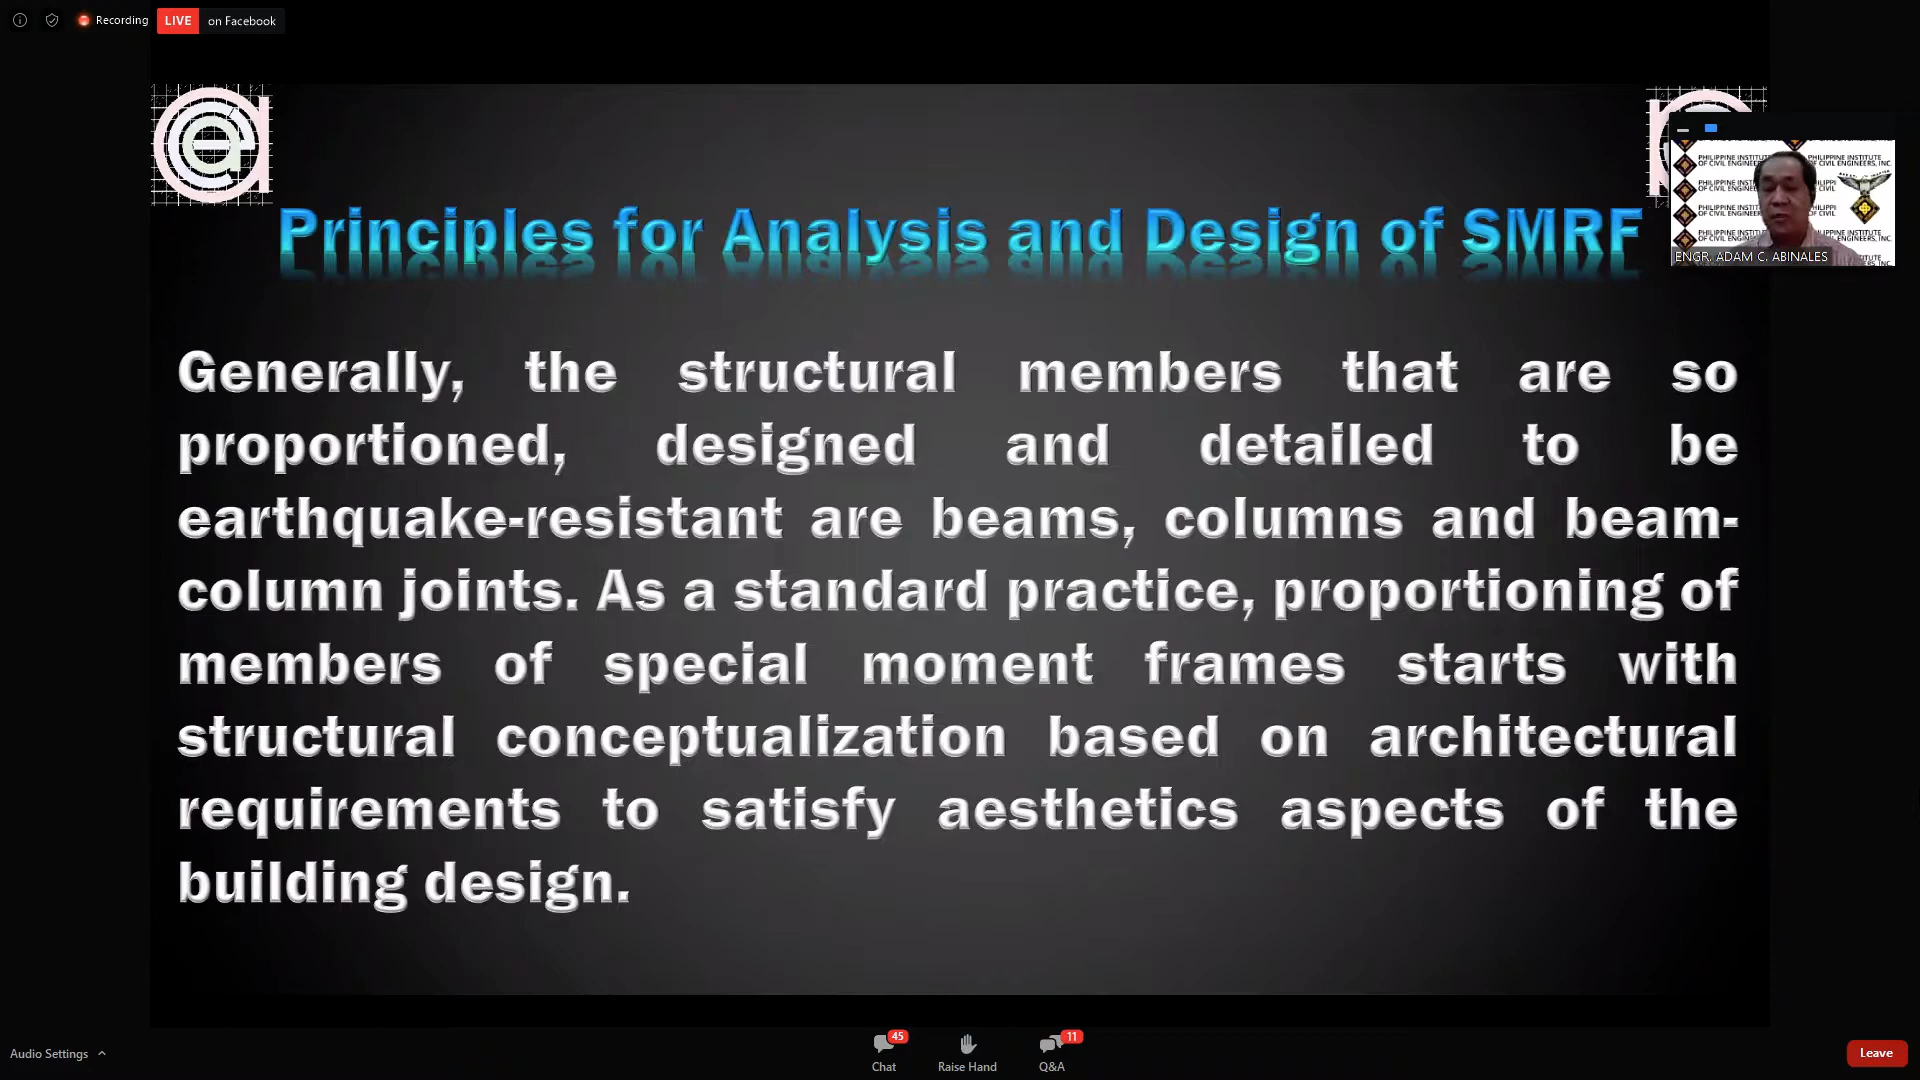 Recording
LIVE on Facebook
Principles for Analysis and Design of SMRF
ENGR. ADAM C. ABINALES
Generally, the structural members that are so
proportioned, designed and detailed to be
earthquake-resistant are beams, columns and beam-
column joints. As a standard practice, proportioning of
members of special moment frames starts with
structural conceptualization based on architectural
requirements to satisfy aesthetics aspects of the
building design.
Audio Settings
45
Chat
Raise Hand
11
Q&A
Leave